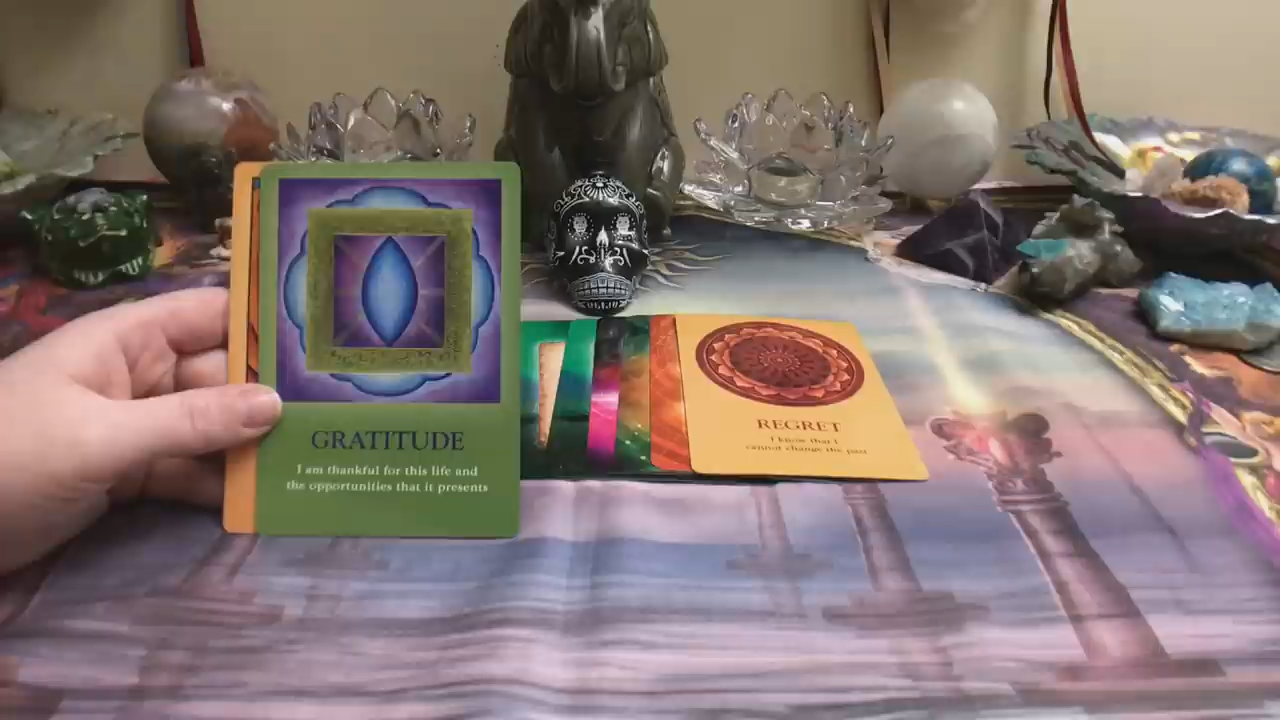 GRATITUDE
I am thankful for this life and
the opportunities that it presents
REGRET
I know that I
cannot change the past